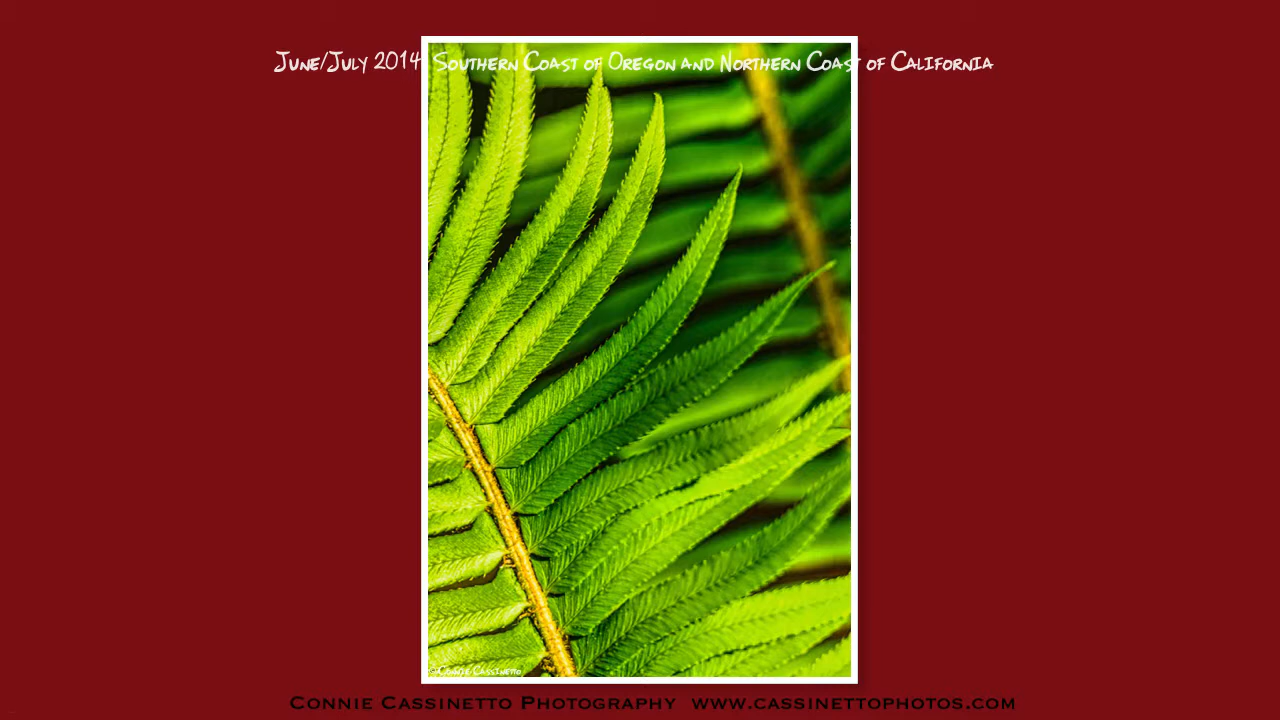 June/July 2014 Southern Coast of Oregon and Northern Coast of California
©Connie Cassinetto
Connie Cassinetto Photography www.cassinettophotos.com